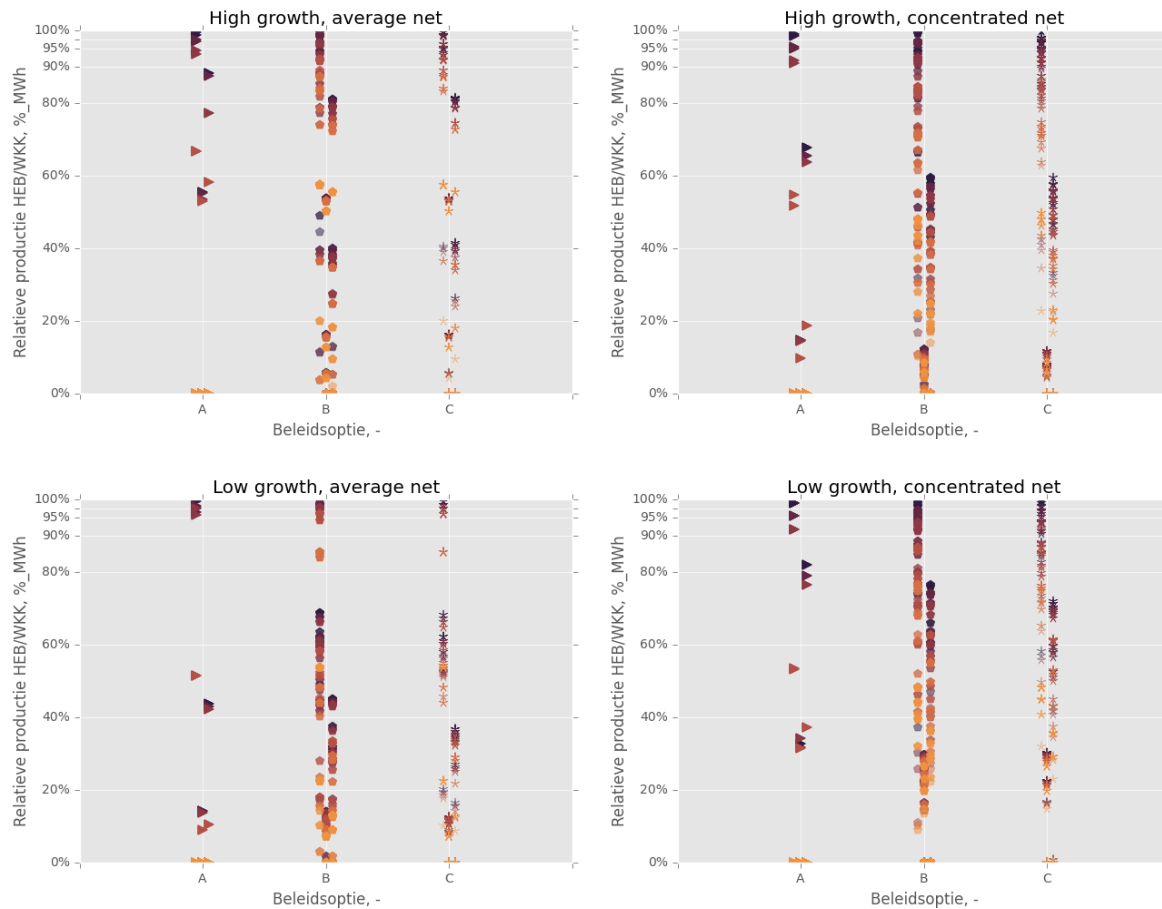 High growth, average net
100%
95%
90%
80%
60%
40%
20%
0%
Relatieve productie HEB/WKK, %_MWh
A
B
C
Beleidsoptie, -
High growth, concentrated net
100%
95%
90%
80%
60%
40%
20%
0%
Relatieve productie HEB/WKK, %_MWh
A
B
C
Beleidsoptie, -
Low growth, average net
100%
95%
90%
80%
60%
40%
20%
0%
Relatieve productie HEB/WKK, %_MWh
A
B
C
Beleidsoptie, -
Low growth, concentrated net
100%
95%
90%
80%
60%
40%
20%
0%
Relatieve productie HEB/WKK, %_MWh
A
B
C
Beleidsoptie, -